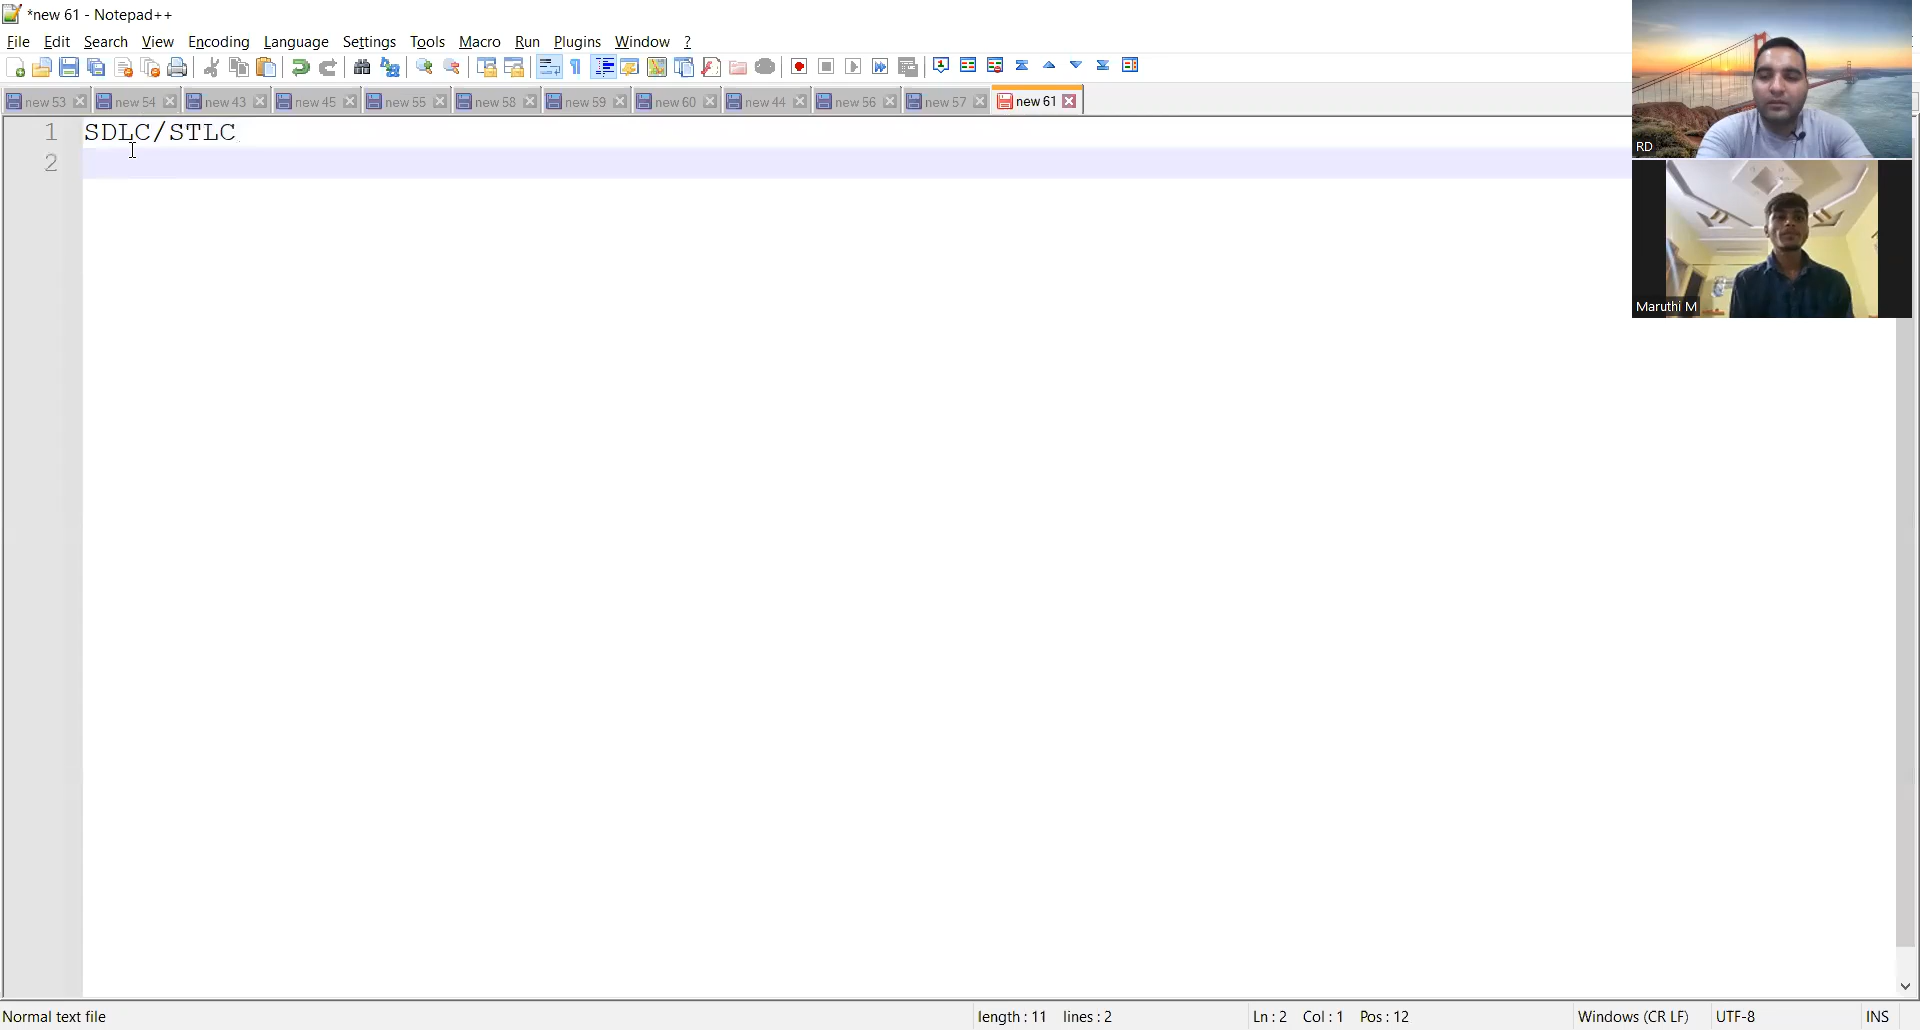 *new 61 - Notepad++
File Edit Search View Encoding Language Settings Tools Macro Run Plugins Window ?
new 53 new 54 new 43 new 45 new 55 new 58 new 59 new 60 new 44 new 56 new 57 new 61
1 SDLC/STLC
2
RD
Maruthi M
Normal text file length : 11 lines : 2 Ln : 2 Col : 1 Pos : 12 Windows (CR LF) UTF-8 INS